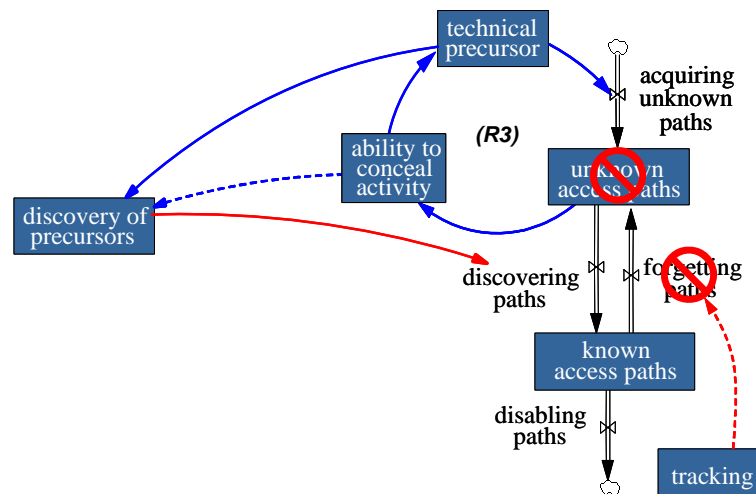 technical
precursor
acquiring
unknown
paths
(R3)
ability to
conceal
activity
unknown
access paths
discovery of
precursors
discovering
paths
forgetting
paths
known
access paths
disabling
paths
tracking